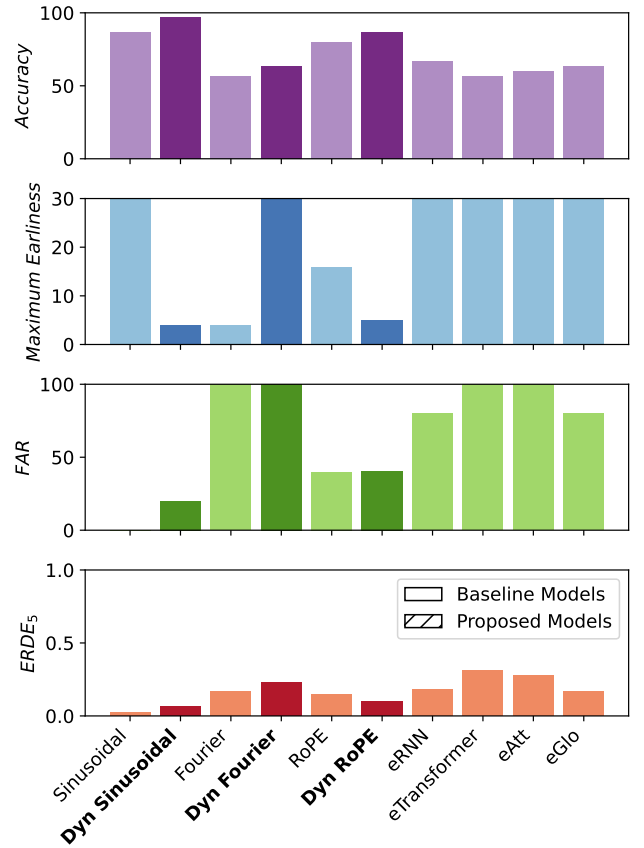 100
50
0
Accuracy
30
20
10
0
Maximum Earliness
100
50
0
FAR
1.0
0.5
0.0
ERDE₅
Baseline Models
Proposed Models
Sinusoidal
Dyn Sinusoidal
Fourier
Dyn Fourier
RoPE
Dyn RoPE
eRNN
eTransformer
eAtt
eGlo